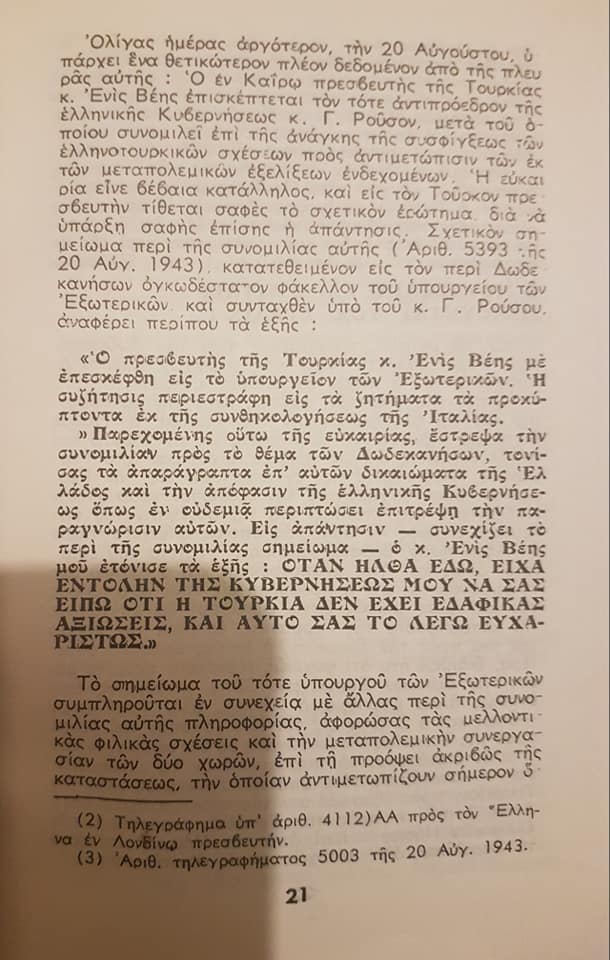 Ὀλίγας ἡμέρας ἀργότερον, τὴν 20 Αὐγούστου, ὑ
πάρχει ἕνα θετικώτερον πλέον δεδομένον ἀπὸ τῆς πλευ
ρᾶς αὐτῆς : Ὁ ἐν Καΐρῳ πρεσβευτὴς τῆς Τουρκίας
κ. Ἐνὶς Βέης ἐπισκέπτεται τὸν τότε ἀντιπρόεδρον τῆς
ἑλληνικῆς Κυβερνήσεως κ. Γ. Ροῦσον, μετὰ τοῦ ὁ-
ποίου συνομιλεῖ ἐπὶ τῆς ἀνάγκης τῆς συσφίγξεως τῶν
ἑλληνοτουρκικῶν σχέσεων πρὸς ἀντιμετώπισιν τῶν ἐκ
τῶν μεταπολεμικῶν ἐξελίξεων ἐνδεχομένων. Ἡ εὐκαι
ρία εἶνε βέβαια κατάλληλος, καὶ εἰς τὸν Τοῦρκον πρε
σβευτὴν τίθεται σαφὲς τὸ σχετικὸν ἐρώτημα, διὰ νὰ
ὑπάρξῃ σαφὴς ἐπίσης ἡ ἀπάντησις. Σχετικὸν ση-
μείωμα περὶ τῆς συνομιλίας αὐτῆς (Ἀριθ. 5393 τῆς
20 Αὐγ. 1943), κατατεθειμένον εἰς τὸν περὶ Δωδε
κανήσων ὀγκωδέστατον φάκελλον τοῦ ὑπουργείου τῶν
Ἐξωτερικῶν, καὶ συνταχθὲν ὑπὸ τοῦ κ. Γ. Ρούσου,
ἀναφέρει περίπου τὰ ἑξῆς :
«Ὁ πρεσβευτὴς τῆς Τουρκίας κ. Ἐνὶς Βέης μὲ
ἐπεσκέφθη εἰς τὸ ὑπουργεῖον τῶν Ἐξωτερικῶν. Ἡ
συζήτησις περιεστράφη εἰς τὰ ζητήματα τὰ προκύ-
πτοντα ἐκ τῆς συνθηκολογήσεως τῆς Ἰταλίας.
»Παρεχομένης οὕτω τῆς εὐκαιρίας, ἔστρεψα τὴν
συνομιλίαν πρὸς τὸ θέμα τῶν Δωδεκανήσων, τονί-
σας τὰ ἀπαράγραπτα ἐπ' αὐτῶν δικαιώματα τῆς Ἑλ
λάδος καὶ τὴν ἀπόφασιν τῆς ἑλληνικῆς Κυβερνήσε-
ως ὅπως ἐν οὐδεμιᾷ περιπτώσει ἐπιτρέψῃ τὴν πα-
ραγνώρισιν αὐτῶν. Εἰς ἀπάντησιν — συνεχίζει τὸ
περὶ τῆς συνομιλίας σημείωμα — ὁ κ. Ἐνὶς Βέης
μοῦ ἐτόνισε τὰ ἑξῆς : ΟΤΑΝ ΗΛΘΑ ΕΔΩ, ΕΙΧΑ
ΕΝΤΟΛΗΝ ΤΗΣ ΚΥΒΕΡΝΗΣΕΩΣ ΜΟΥ ΝΑ ΣΑΣ
ΕΙΠΩ ΟΤΙ Η ΤΟΥΡΚΙΑ ΔΕΝ ΕΧΕΙ ΕΔΑΦΙΚΑΣ
ΑΞΙΩΣΕΙΣ, ΚΑΙ ΑΥΤΟ ΣΑΣ ΤΟ ΛΕΓΩ ΕΥΧΑ-
ΡΙΣΤΩΣ.»
Τὸ σημείωμα τοῦ τότε ὑπουργοῦ τῶν Ἐξωτερικῶν
συμπληροῦται ἐν συνεχείᾳ μὲ ἄλλας περὶ τῆς συνο-
μιλίας αὐτῆς πληροφορίας, ἀφορώσας τὰς μελλοντι-
κὰς φιλικὰς σχέσεις καὶ τὴν μεταπολεμικὴν συνεργα-
σίαν τῶν δύο χωρῶν, ἐπὶ τῇ προόψει ἀκριβῶς τῆς
καταστάσεως, τὴν ὁποίαν ἀντιμετωπίζουν σήμερον ὅ-
(2) Τηλεγράφημα ὑπ' ἀριθ. 4112)ΑΑ πρὸς τὸν Ἕλλη-
να ἐν Λονδίνῳ πρεσβευτήν.
(3) Ἀριθ. τηλεγραφήματος 5003 τῆς 20 Αὐγ. 1943.
21